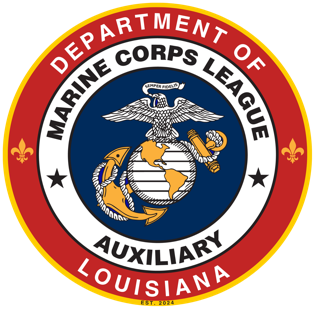 DEPARTMENT OF
MARINE CORPS LEAGUE
SEMPER FIDELIS
AUXILIARY
LOUISIANA
EST. 2024